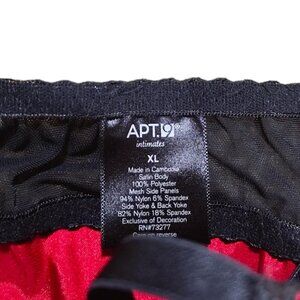 APT.9®
intimates
XL
Made in Cambodia
Satin Body
100% Polyester
Mesh Side Panels
94% Nylon 6% Spandex
Side Yoke & Back Yoke
82% Nylon 18% Spandex
Exclusive of Decoration
RN#73277
reverse